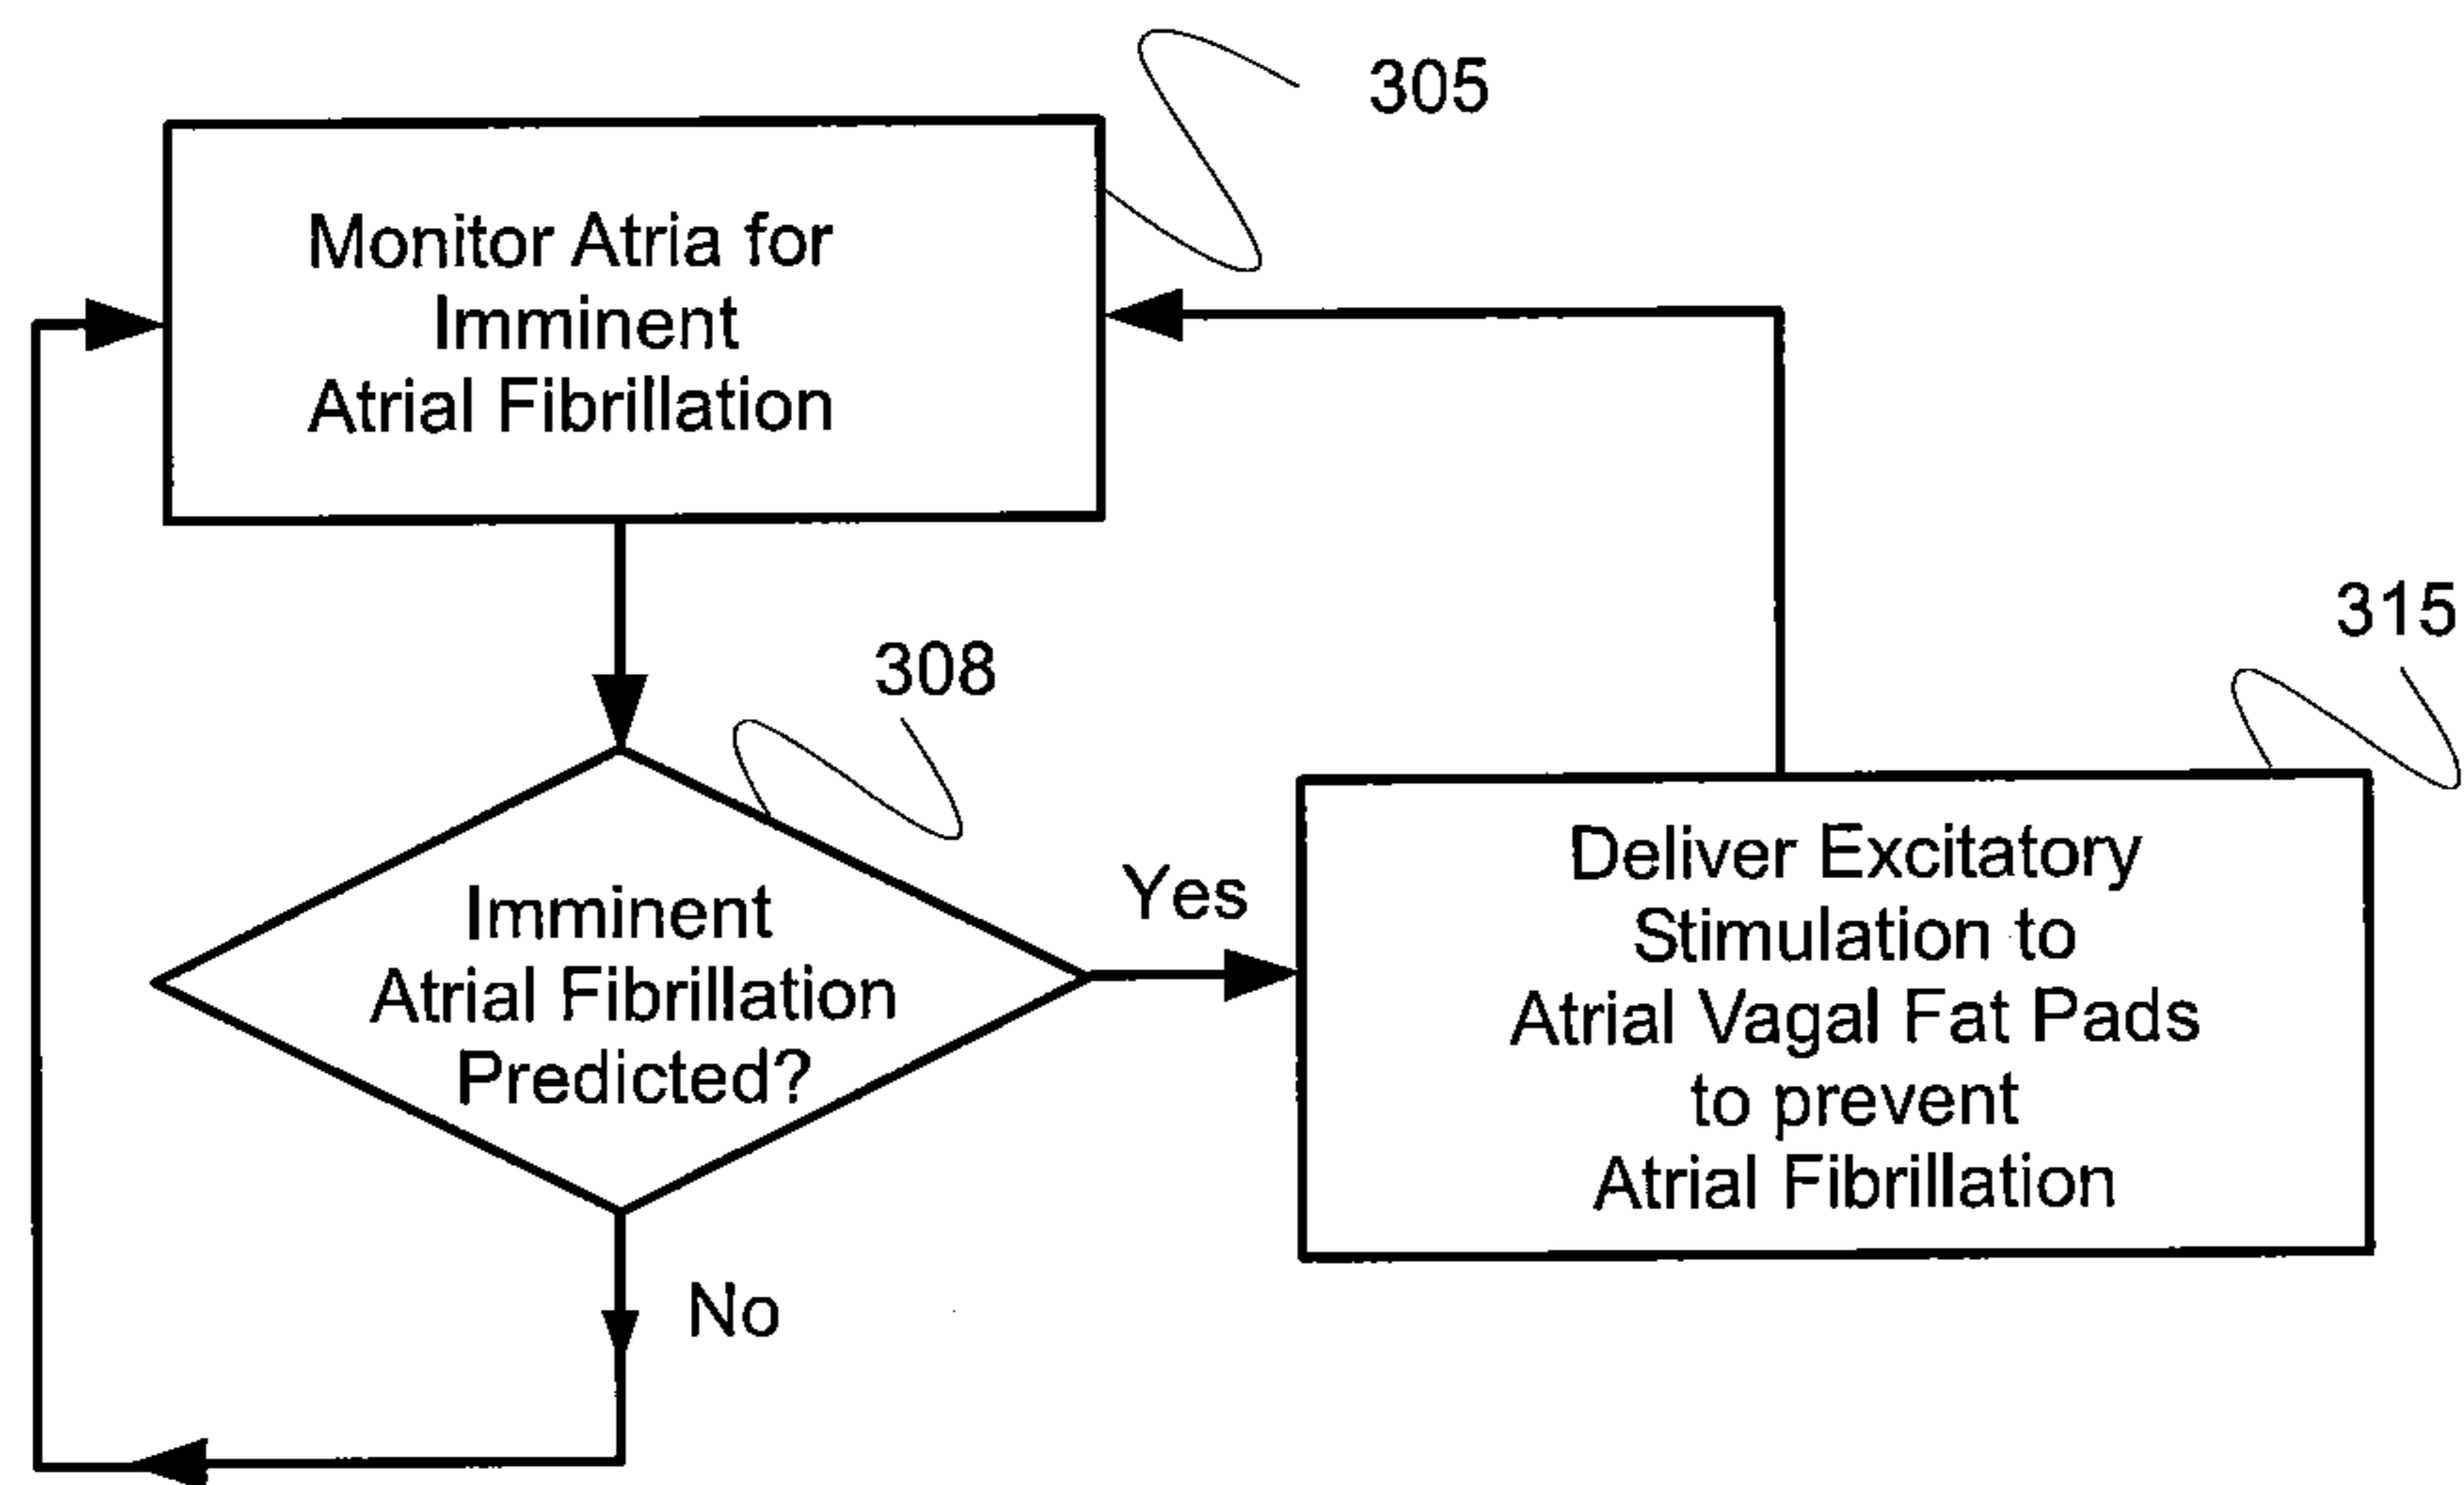 305
Monitor Atria for
Imminent
Atrial Fibrillation
308
315
Imminent
Atrial Fibrillation
Predicted?
Yes
Deliver Excitatory
Stimulation to
Atrial Vagal Fat Pads
to prevent
Atrial Fibrillation
No